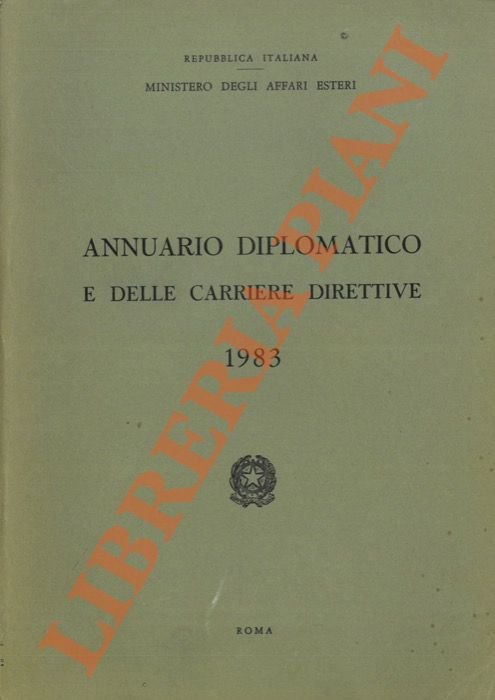 REPUBBLICA ITALIANA
MINISTERO DEGLI AFFARI ESTERI
ANNUARIO DIPLOMATICO
E DELLE CARRIERE DIRETTIVE
1983
ROMA
LIBRERIA PIANI